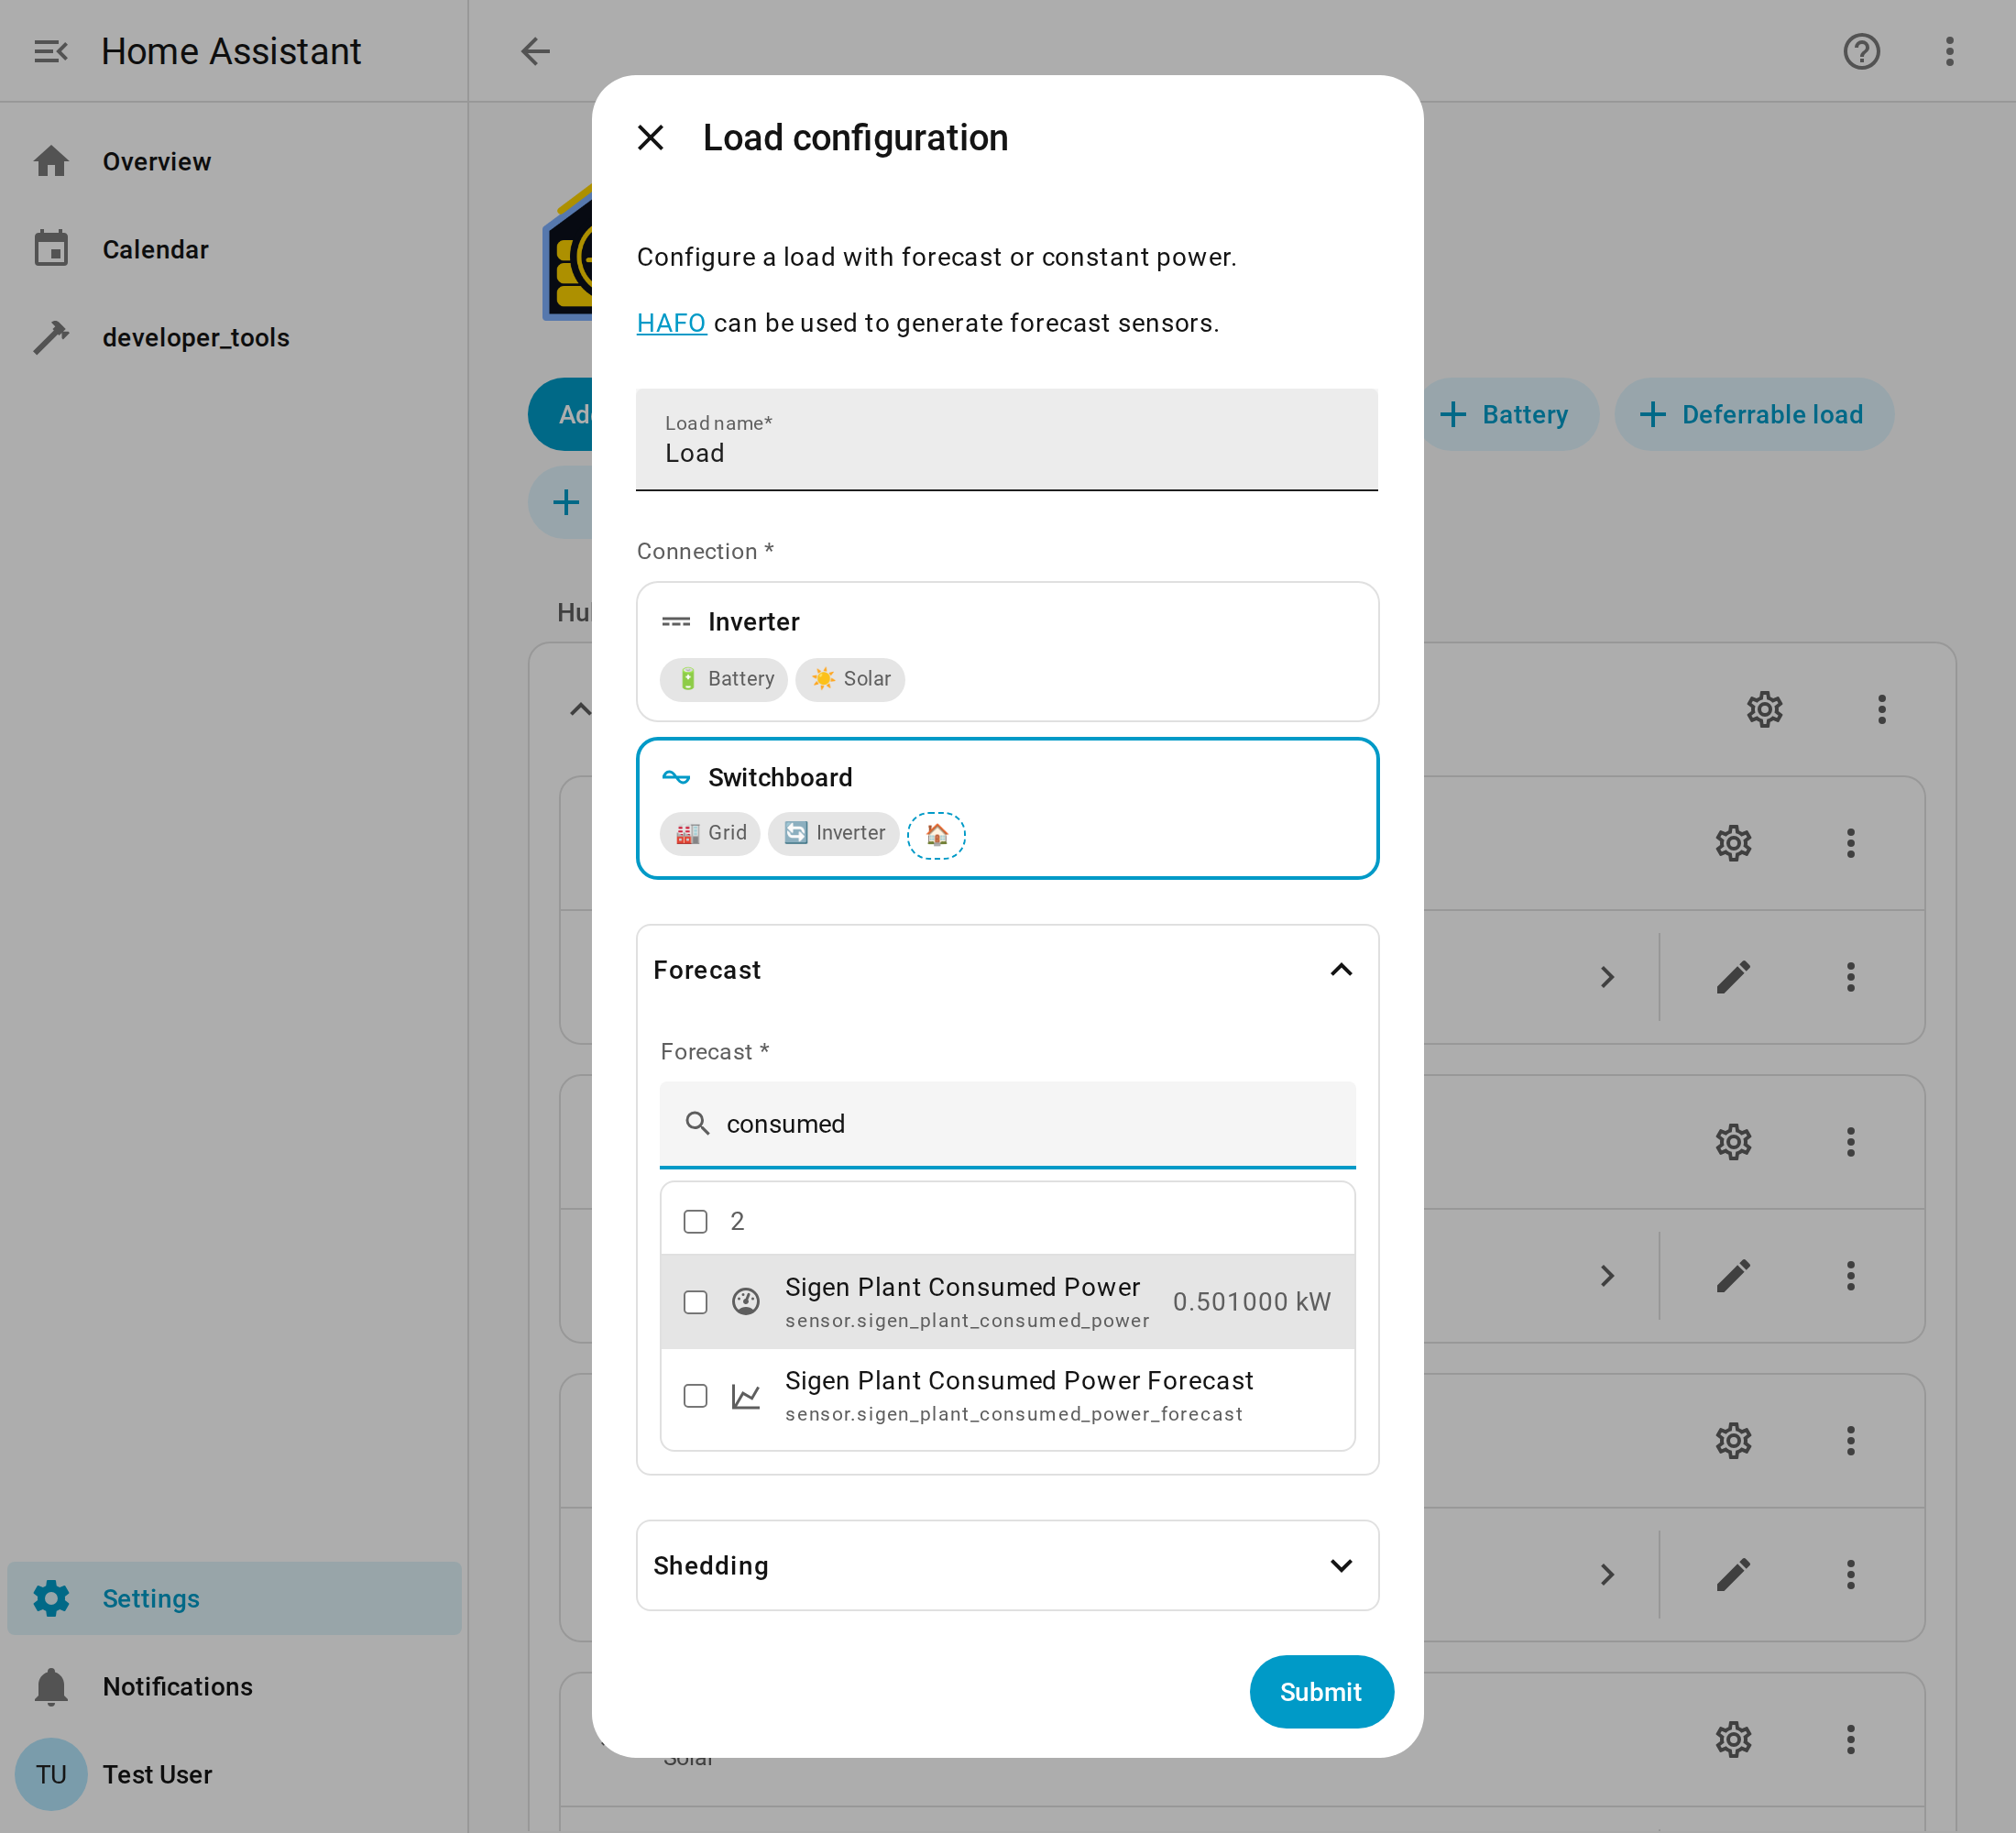 Home Assistant
Overview
Calendar
developer_tools
Settings
Notifications
TU
Test User
Battery
Deferrable load
Load configuration
Configure a load with forecast or constant power.
HAFO can be used to generate forecast sensors.
Load name*
Load
Connection *
Inverter
Battery
Solar
Switchboard
Grid
Inverter
Forecast
Forecast *
consumed
2
Sigen Plant Consumed Power
0.501000 kW
sensor.sigen_plant_consumed_power
Sigen Plant Consumed Power Forecast
sensor.sigen_plant_consumed_power_forecast
Shedding
Submit
Solar